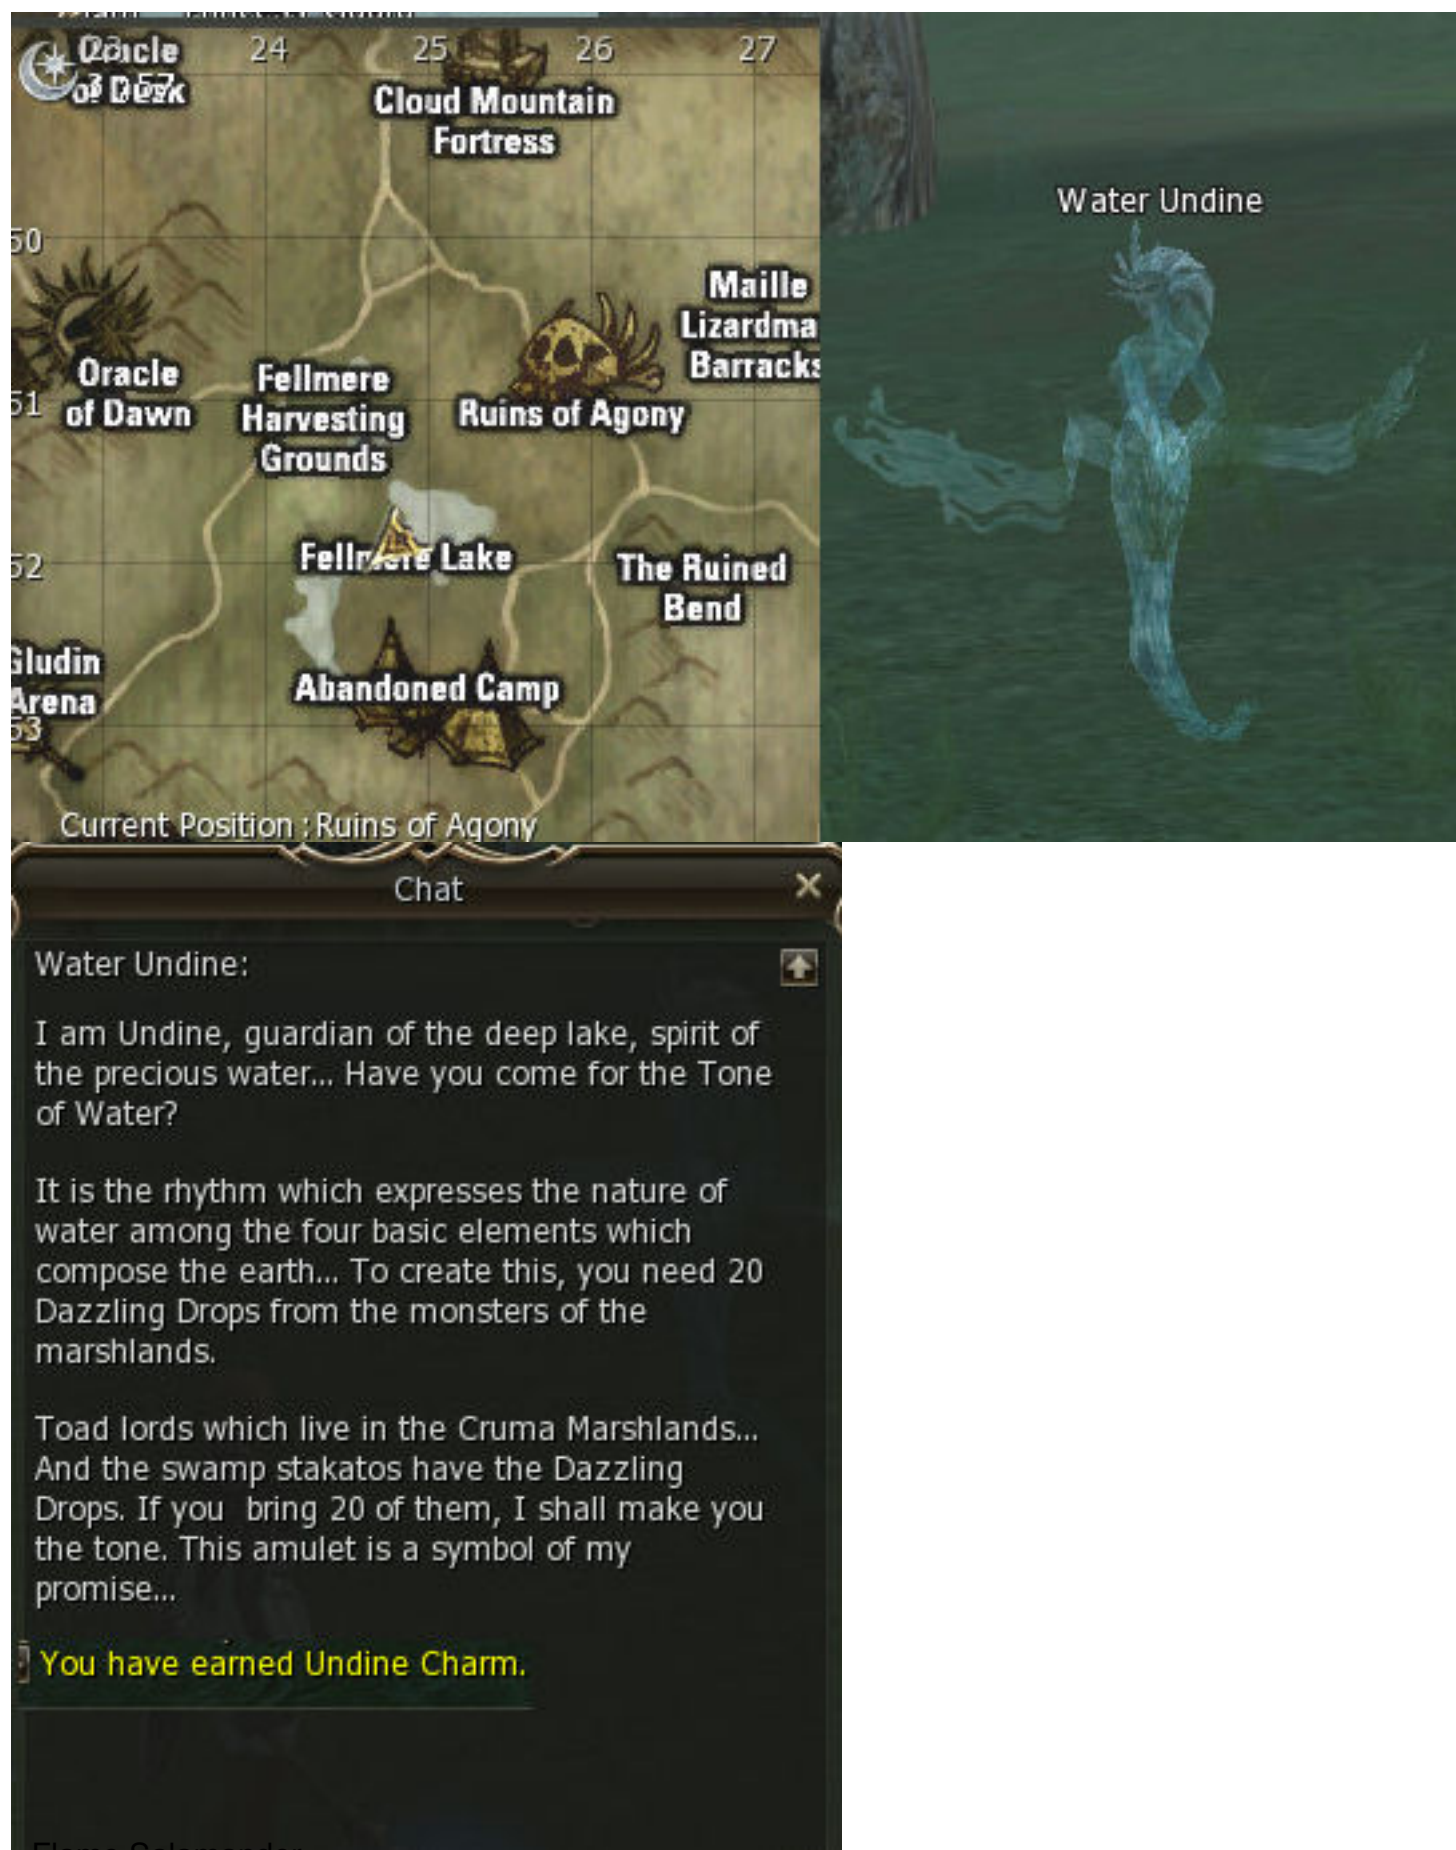 23 24 25 26 27
Oracle
of Dusk
Cloud Mountain
Fortress
50
Maille
Lizardma
Barracks
Oracle
of Dawn
Fellmere
Harvesting
Grounds
51
Ruins of Agony
Fellmere Lake
52
The Ruined
Bend
Gludin
Arena
Abandoned Camp
53
Current Position : Ruins of Agony
Water Undine
Chat
Water Undine:
I am Undine, guardian of the deep lake, spirit of
the precious water... Have you come for the Tone
of Water?
It is the rhythm which expresses the nature of
water among the four basic elements which
compose the earth... To create this, you need 20
Dazzling Drops from the monsters of the
marshlands.
Toad lords which live in the Cruma Marshlands...
And the swamp stakatos have the Dazzling
Drops. If you  bring 20 of them, I shall make you
the tone. This amulet is a symbol of my
promise...
You have earned Undine Charm.